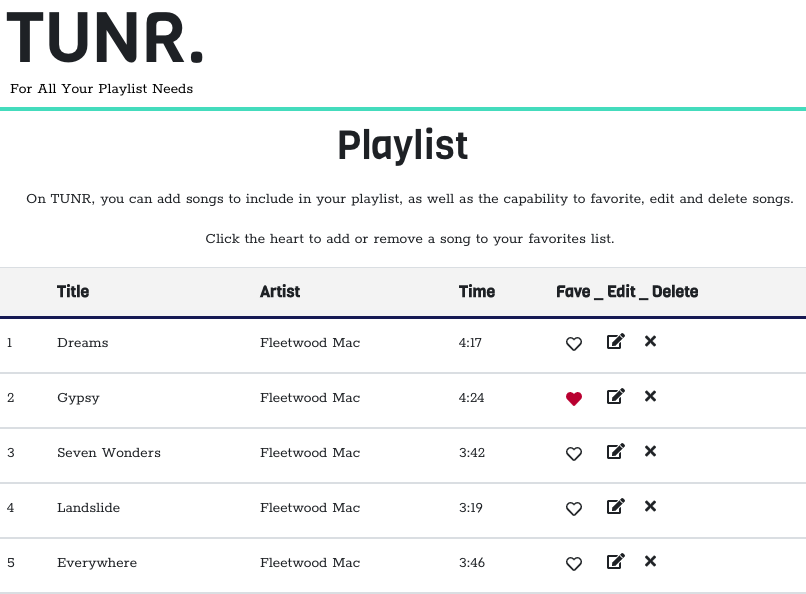 TUNR.
For All Your Playlist Needs
Playlist
On TUNR, you can add songs to include in your playlist, as well as the capability to favorite, edit and delete songs.
Click the heart to add or remove a song to your favorites list.
Title Artist Time Fave _ Edit _ Delete
1 Dreams Fleetwood Mac 4:17
2 Gypsy Fleetwood Mac 4:24
3 Seven Wonders Fleetwood Mac 3:42
4 Landslide Fleetwood Mac 3:19
5 Everywhere Fleetwood Mac 3:46